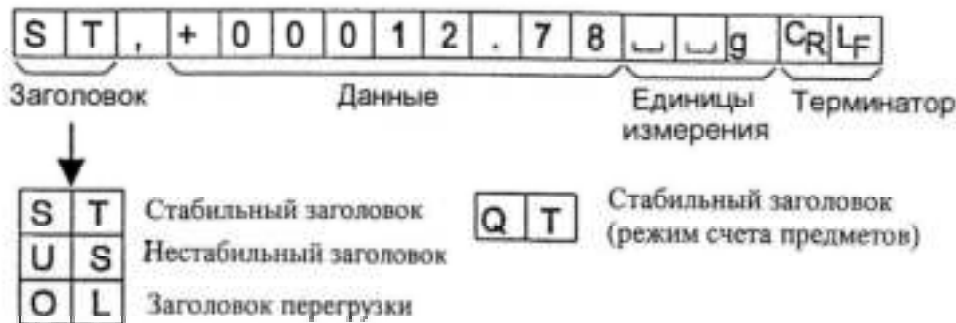 S T , + 0 0 0 1 2 . 7 8 ␣ ␣ g CR LF
Заголовок Данные Единицы измерения Терминатор
S T Стабильный заголовок
U S Нестабильный заголовок
O L Заголовок перегрузки
Q T Стабильный заголовок
(режим счета предметов)